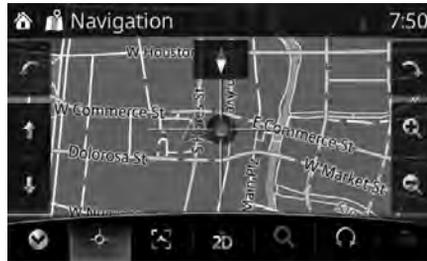 Navigation
7:50
W Houston
W Commerce St
E Commerce St
Dolorosa St
Main Plz
W Market St
2D